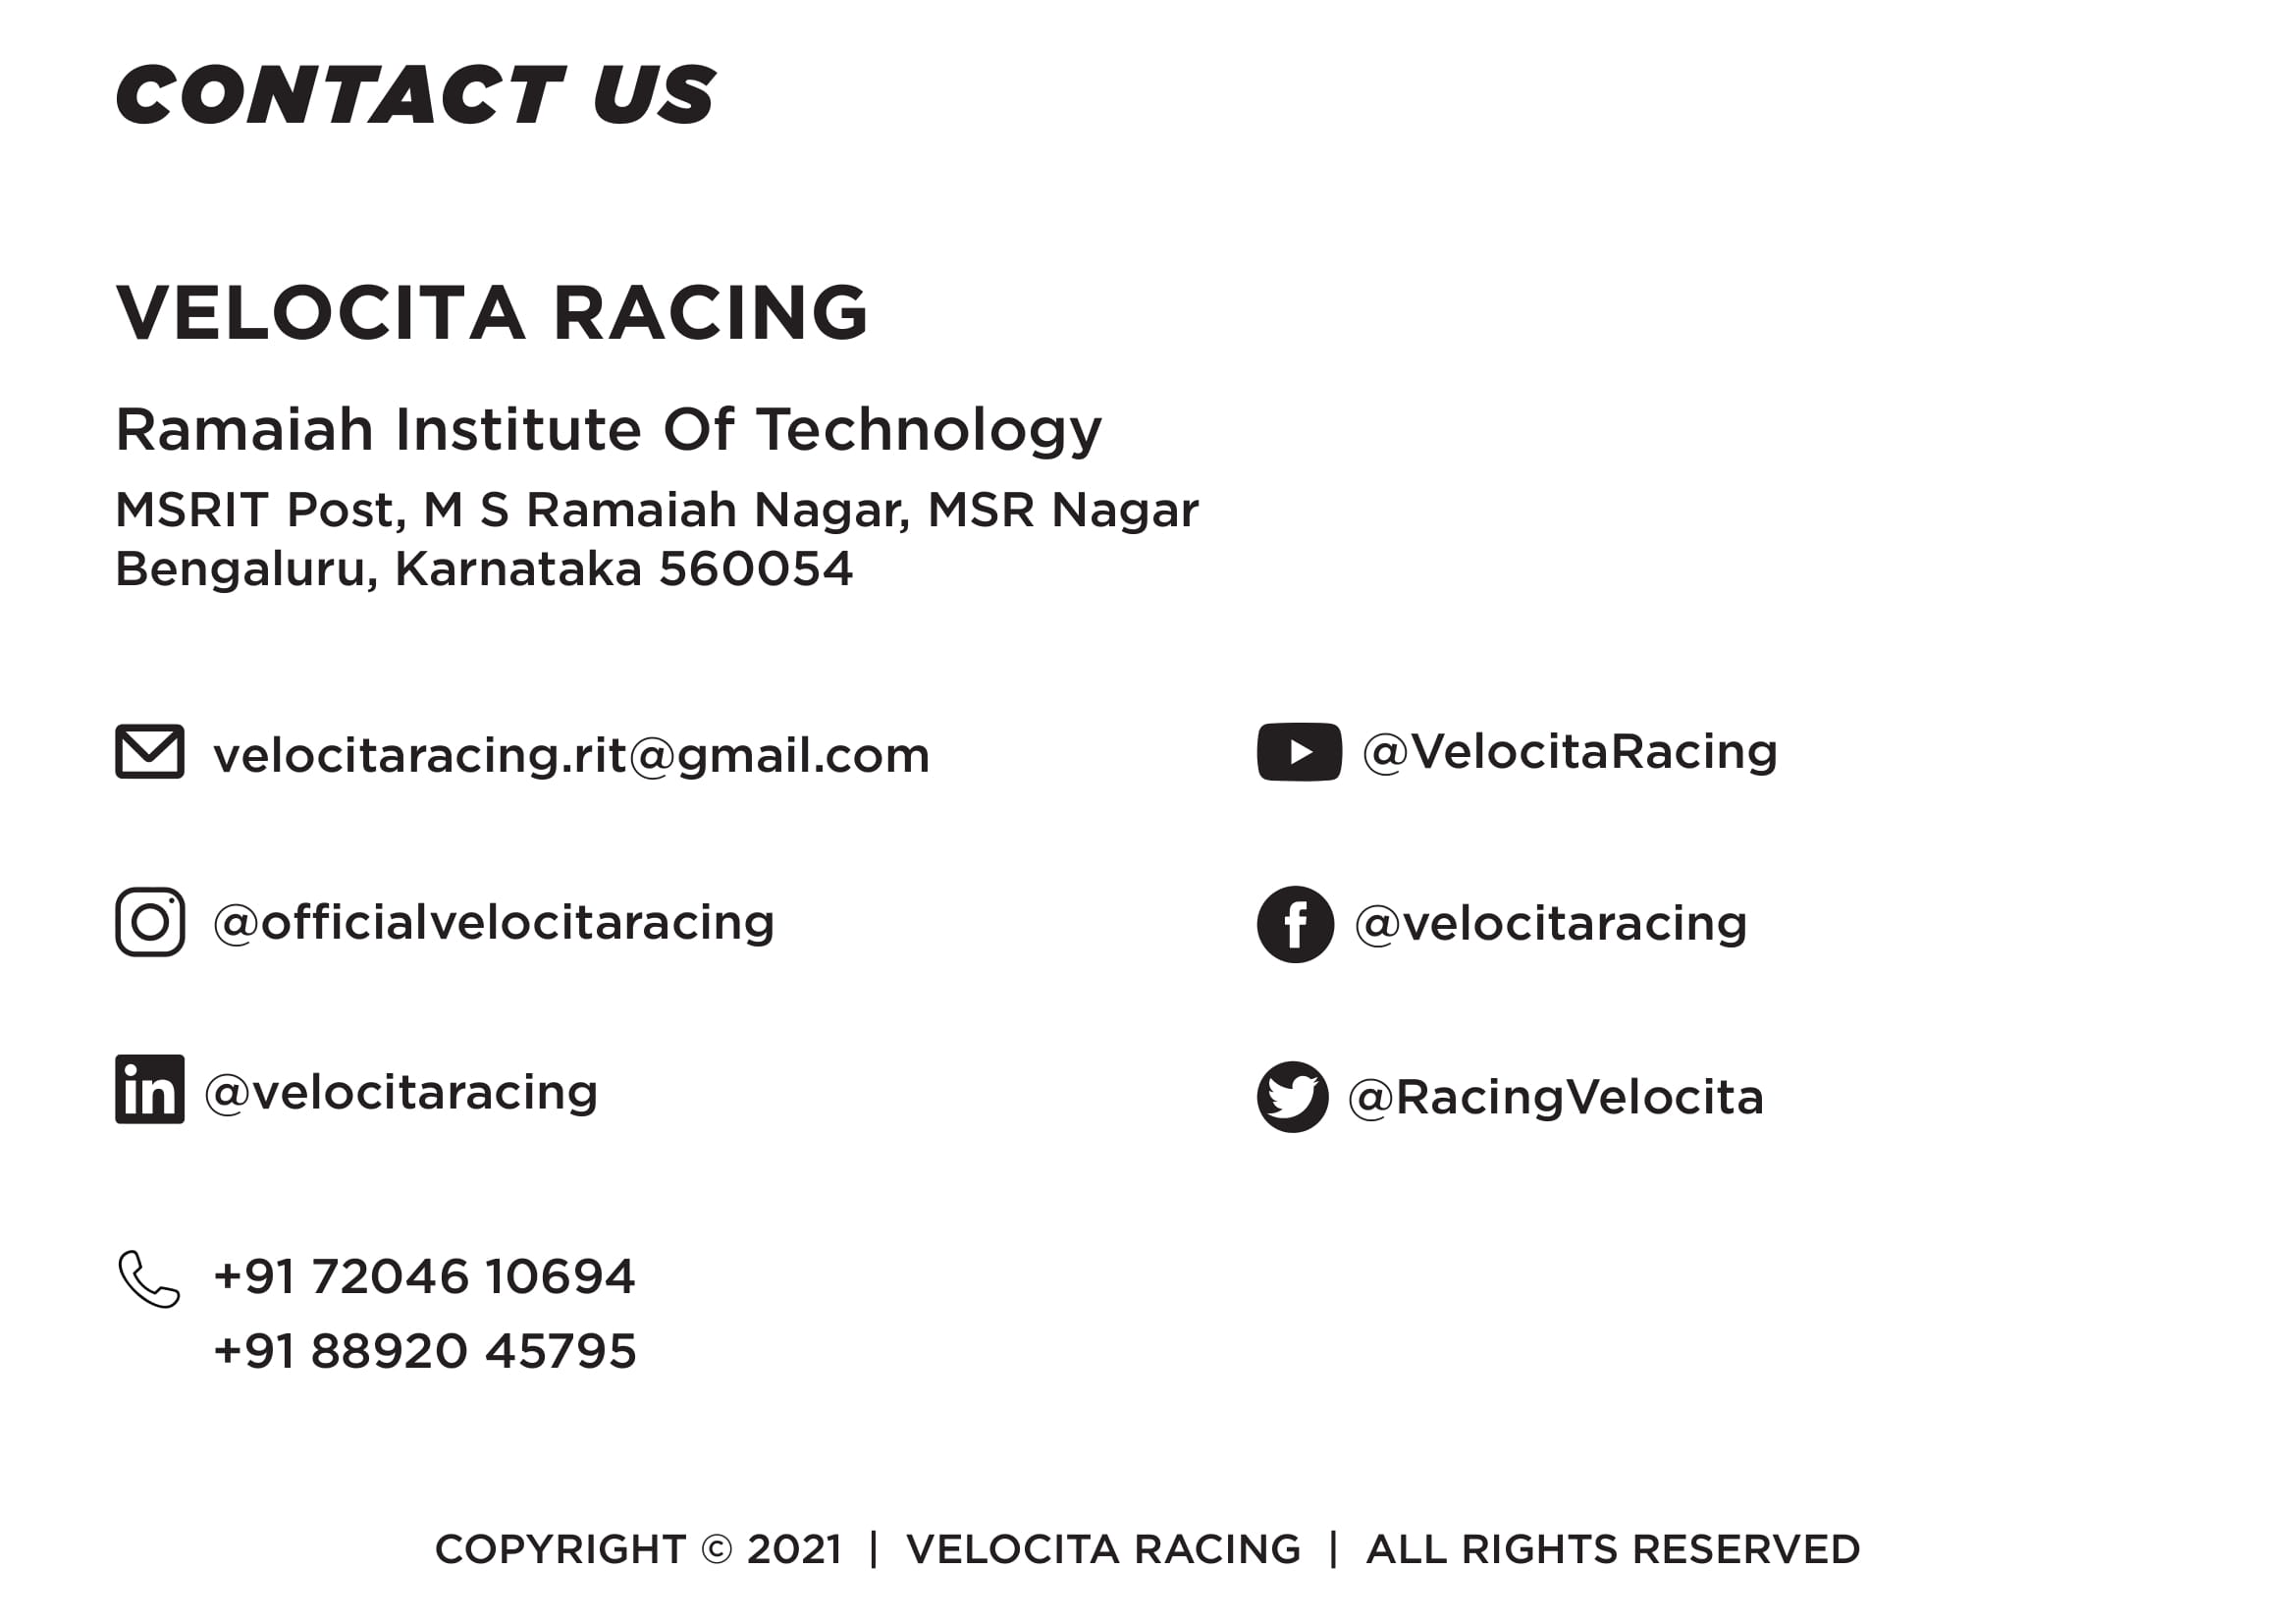 CONTACT US
VELOCITA RACING
Ramaiah Institute Of Technology
MSRIT Post, M S Ramaiah Nagar, MSR Nagar
Bengaluru, Karnataka 560054
velocitaracing.rit@gmail.com
@VelocitaRacing
@officialvelocitaracing
@velocitaracing
@velocitaracing
@RacingVelocita
+91 72046 10694
+91 88920 45795
COPYRIGHT © 2021 | VELOCITA RACING | ALL RIGHTS RESERVED